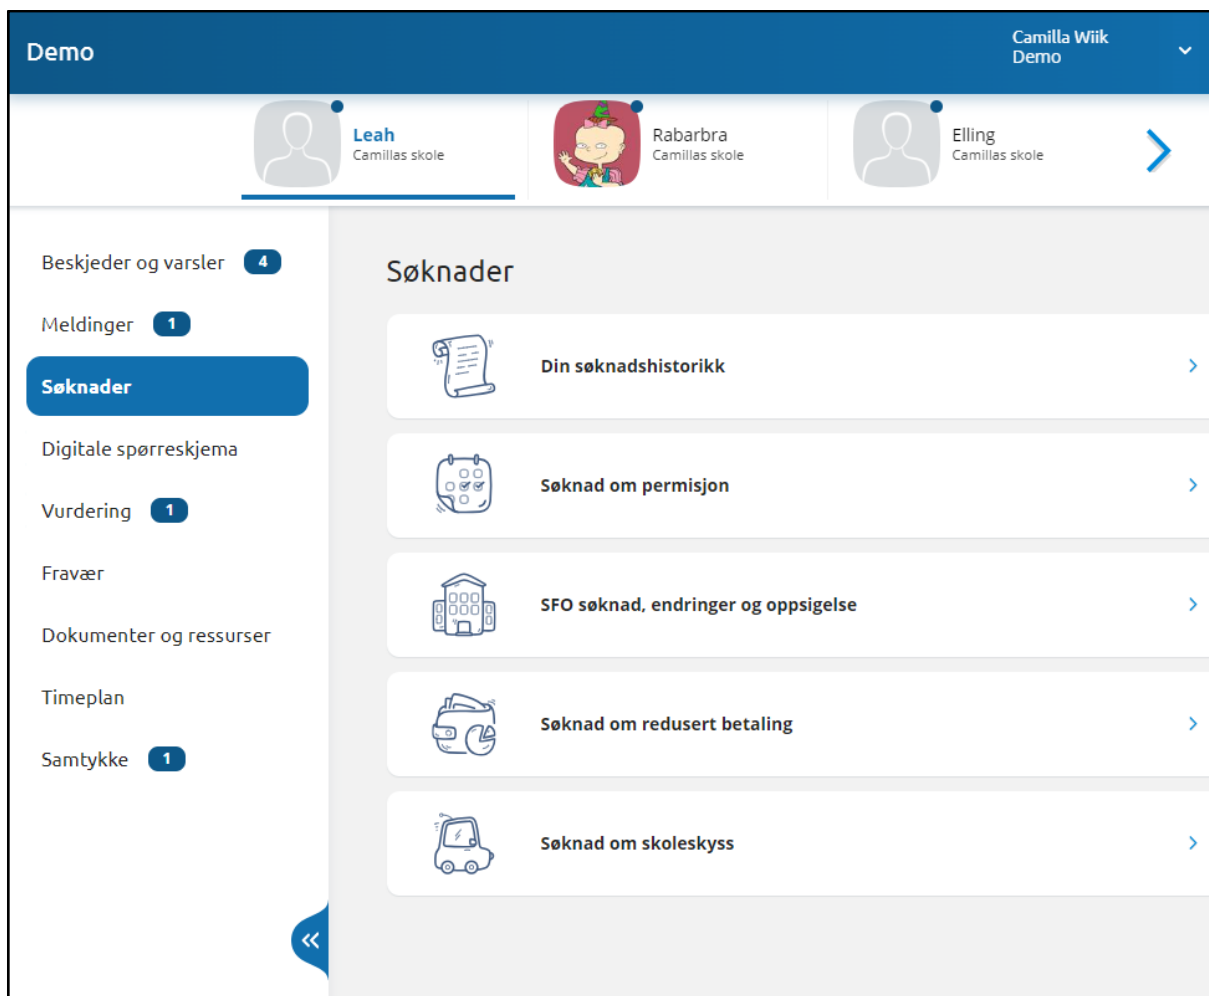 Demo
Camilla Wiik
Demo
Leah
Camillas skole
Rabarbra
Camillas skole
Elling
Camillas skole
Beskjeder og varsler 4
Meldinger 1
Søknader
Digitale spørreskjema
Vurdering 1
Fravær
Dokumenter og ressurser
Timeplan
Samtykke 1
Søknader
Din søknadshistorikk
Søknad om permisjon
SFO søknad, endringer og oppsigelse
Søknad om redusert betaling
Søknad om skoleskyss